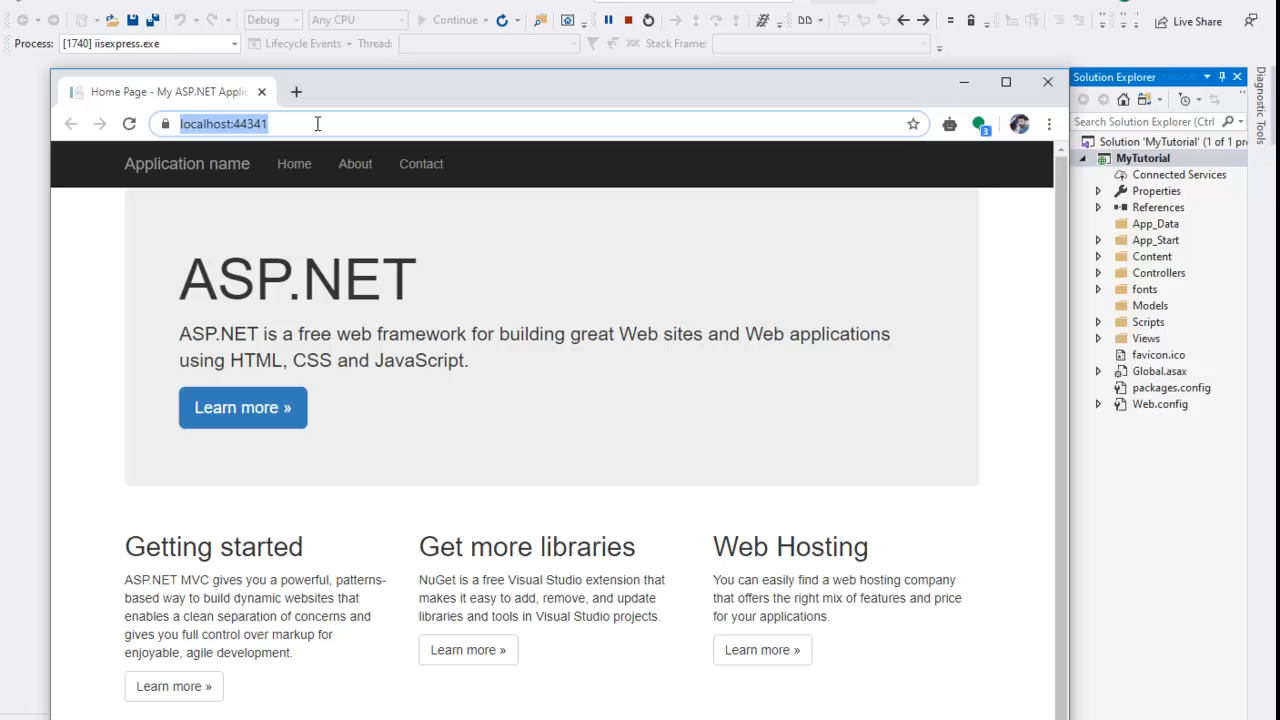 Debug
Any CPU
Continue
Live Share
Process:
[1740] iisexpress.exe
Lifecycle Events
Thread:
Stack Frame:
Home Page - My ASP.NET Applic
Solution Explorer
localhost:44341
3
Search Solution Explorer (Ctrl
Diagnostic Tools
Application name
Home
About
Contact
Solution 'MyTutorial' (1 of 1 pr
MyTutorial
Connected Services
Properties
References
App_Data
App_Start
Content
Controllers
fonts
Models
Scripts
Views
favicon.ico
Global.asax
packages.config
Web.config
ASP.NET
ASP.NET is a free web framework for building great Web sites and Web applications
using HTML, CSS and JavaScript.
Learn more »
Getting started
ASP.NET MVC gives you a powerful, patterns-
based way to build dynamic websites that
enables a clean separation of concerns and
gives you full control over markup for
enjoyable, agile development.
Learn more »
Get more libraries
NuGet is a free Visual Studio extension that
makes it easy to add, remove, and update
libraries and tools in Visual Studio projects.
Learn more »
Web Hosting
You can easily find a web hosting company
that offers the right mix of features and price
for your applications.
Learn more »